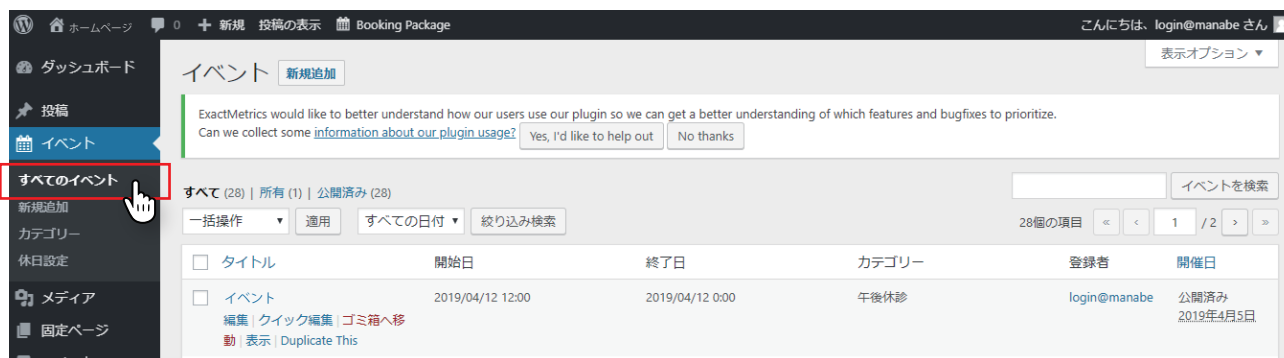 ホームページ 0 新規 投稿の表示 Booking Package こんにちは、login@manabe さん
ダッシュボード
投稿
イベント
すべてのイベント
新規追加
カテゴリー
休日設定
メディア
固定ページ
表示オプション ▼
イベント 新規追加
ExactMetrics would like to better understand how our users use our plugin so we can get a better understanding of which features and bugfixes to prioritize.
Can we collect some information about our plugin usage? Yes, I'd like to help out No thanks
すべて (28) | 所有 (1) | 公開済み (28)
イベントを検索
一括操作 ▼ 適用 すべての日付 ▼ 絞り込み検索
28個の項目 « ‹ 1 / 2 › »
タイトル 開始日 終了日 カテゴリー 登録者 開催日
イベント 2019/04/12 12:00 2019/04/12 0:00 午後休診 login@manabe 公開済み
編集 | クイック編集 | ゴミ箱へ移 2019年4月5日
動 | 表示 | Duplicate This